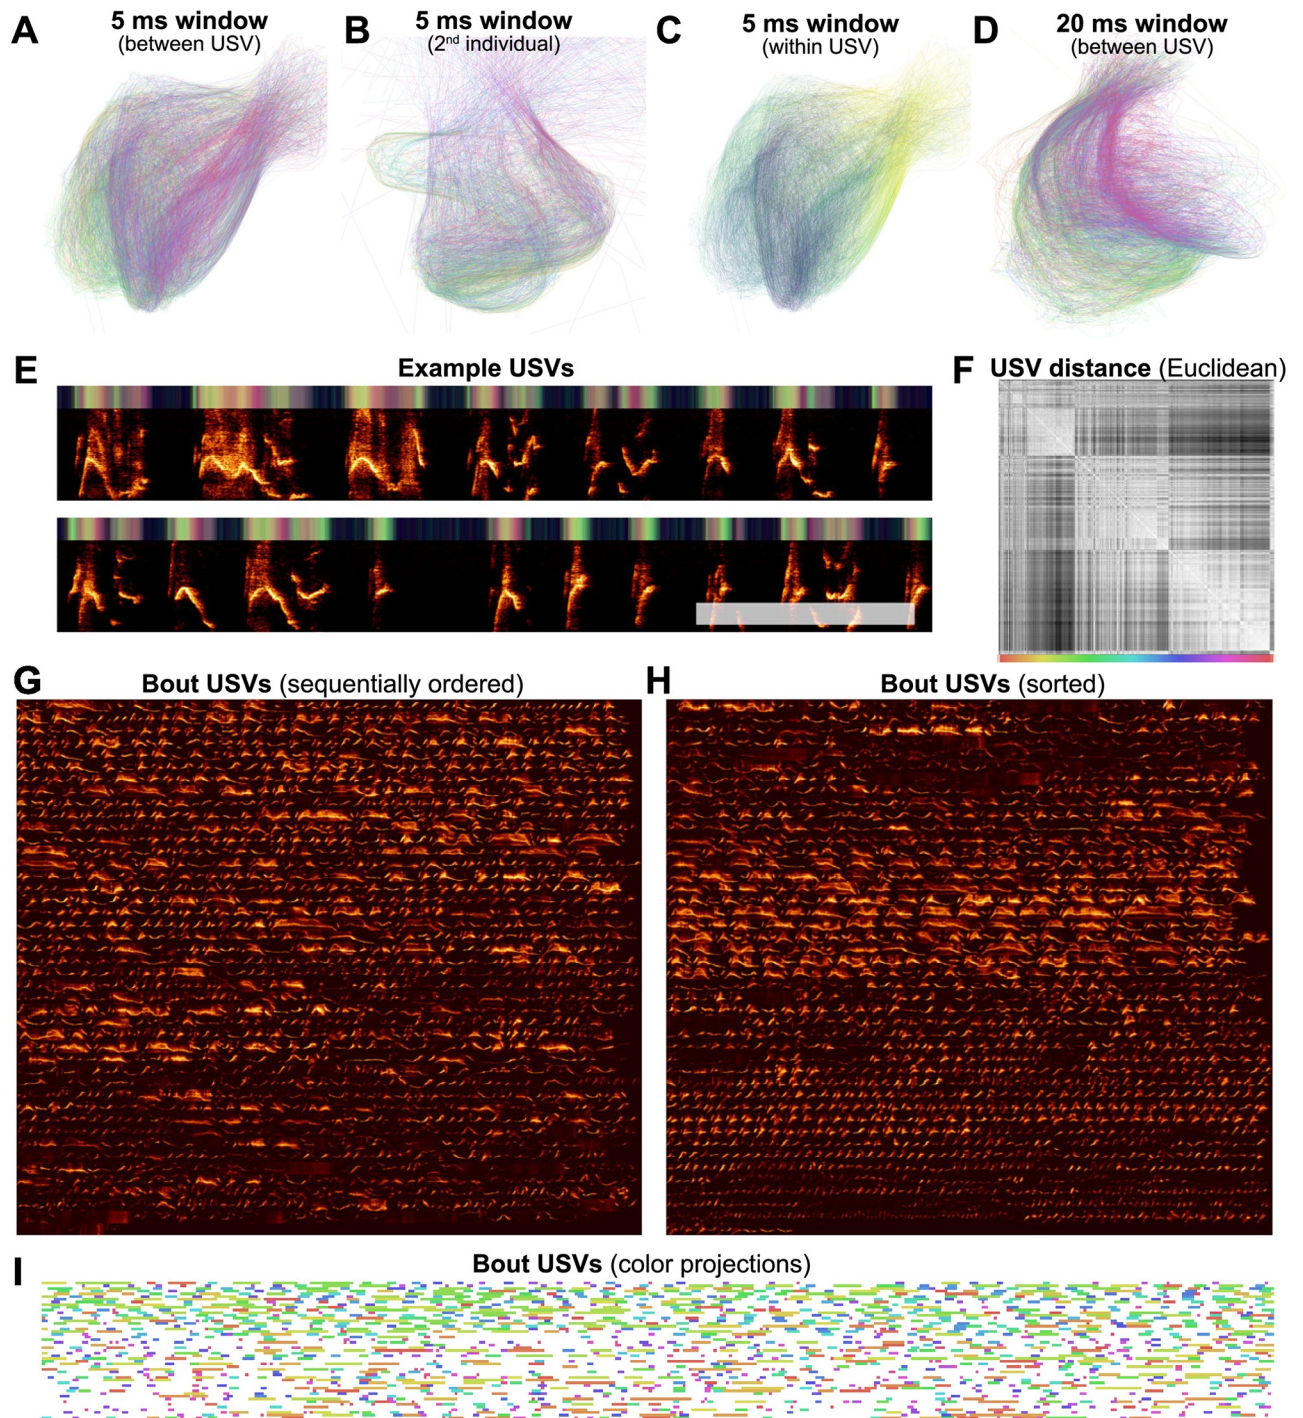 A
5 ms window
(between USV)
B
5 ms window
(2nd individual)
C
5 ms window
(within USV)
D
20 ms window
(between USV)
E
Example USVs
F
USV distance (Euclidean)
G
Bout USVs (sequentially ordered)
H
Bout USVs (sorted)
I
Bout USVs (color projections)